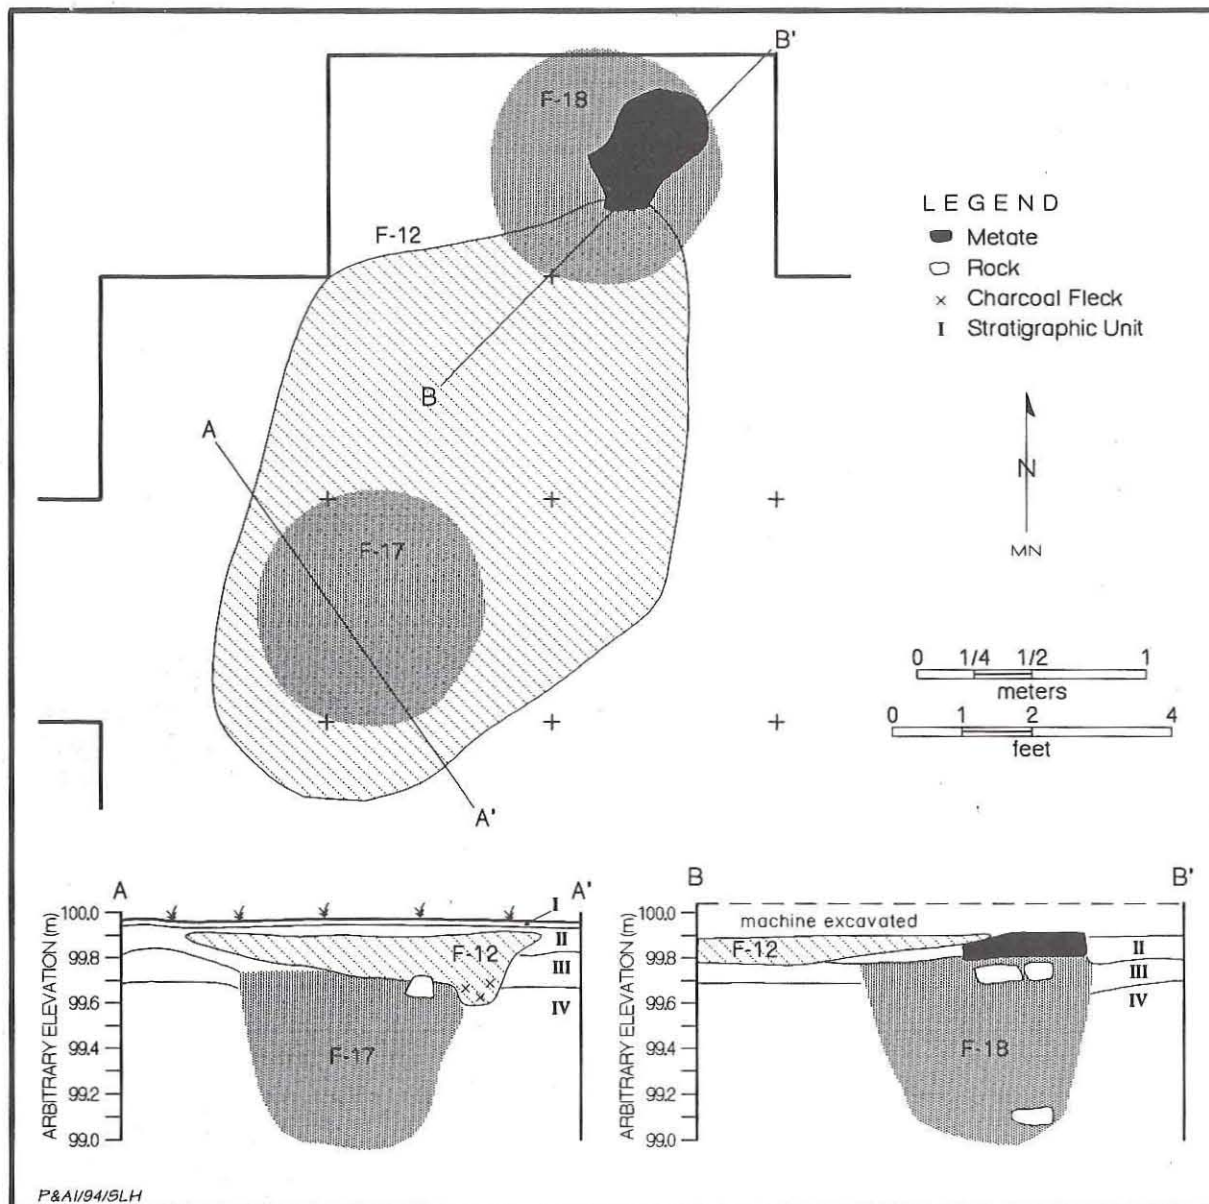 B'
F-18
F-12
B
A
F-17
A'
LEGEND
Metate
Rock
× Charcoal Fleck
I Stratigraphic Unit
N
MN
0 1/4 1/2 1
meters
0 1 2 4
feet
A A'
I
ARBITRARY ELEVATION (m)
100.0
99.8
99.6
99.4
99.2
99.0
F-12
II
III
IV
F-17
B B'
ARBITRARY ELEVATION (m)
100.0
99.8
99.6
99.4
99.2
99.0
machine excavated
F-12
II
III
IV
F-18
P&AI/94/SLH